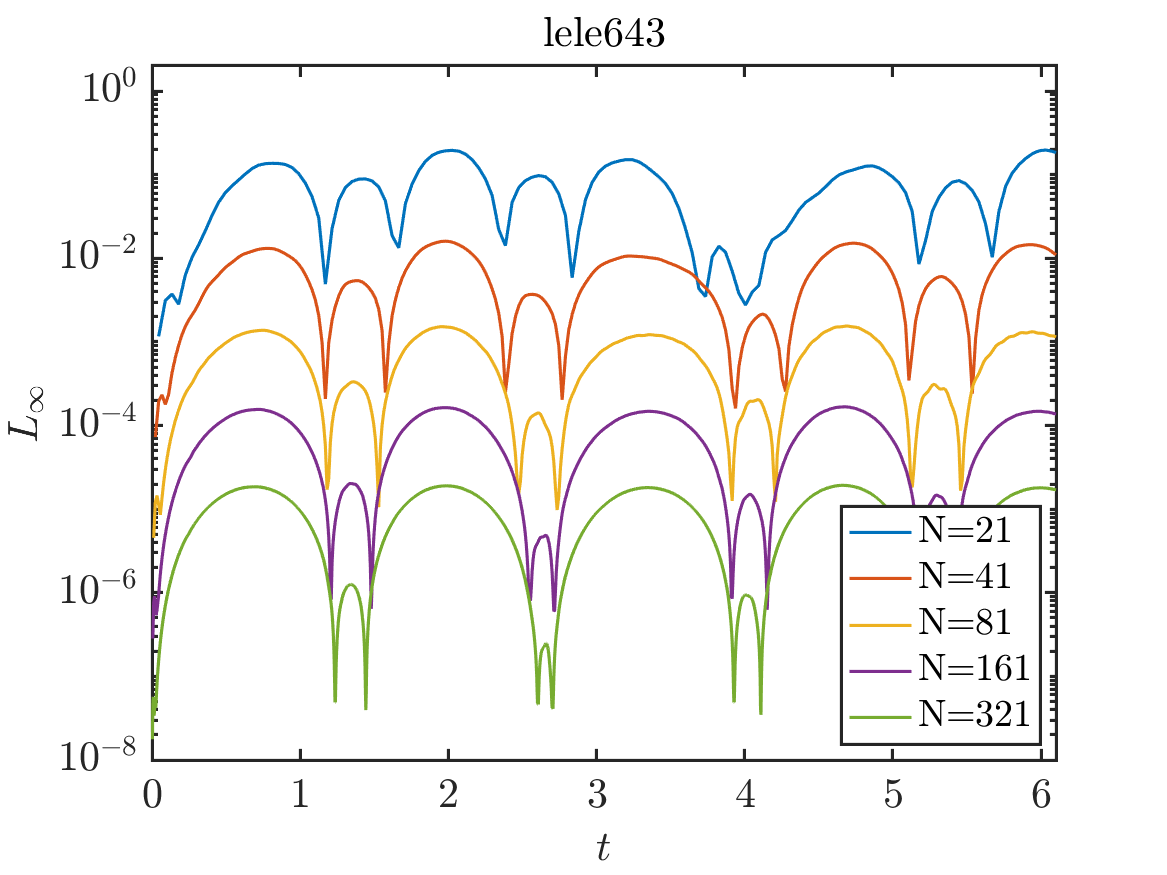 lele643
10^0
10^{-2}
10^{-4}
10^{-6}
10^{-8}
L_∞
0 1 2 3 4 5 6
t
N=21
N=41
N=81
N=161
N=321